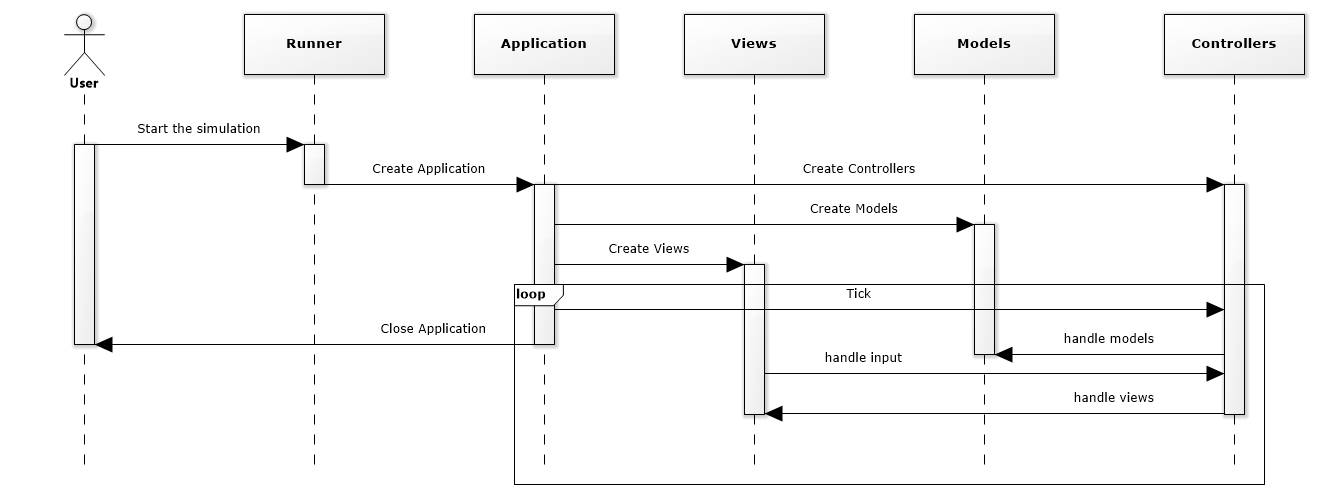 User
Runner
Application
Views
Models
Controllers
Start the simulation
Create Application
Create Controllers
Create Models
Create Views
loop
Tick
Close Application
handle models
handle input
handle views